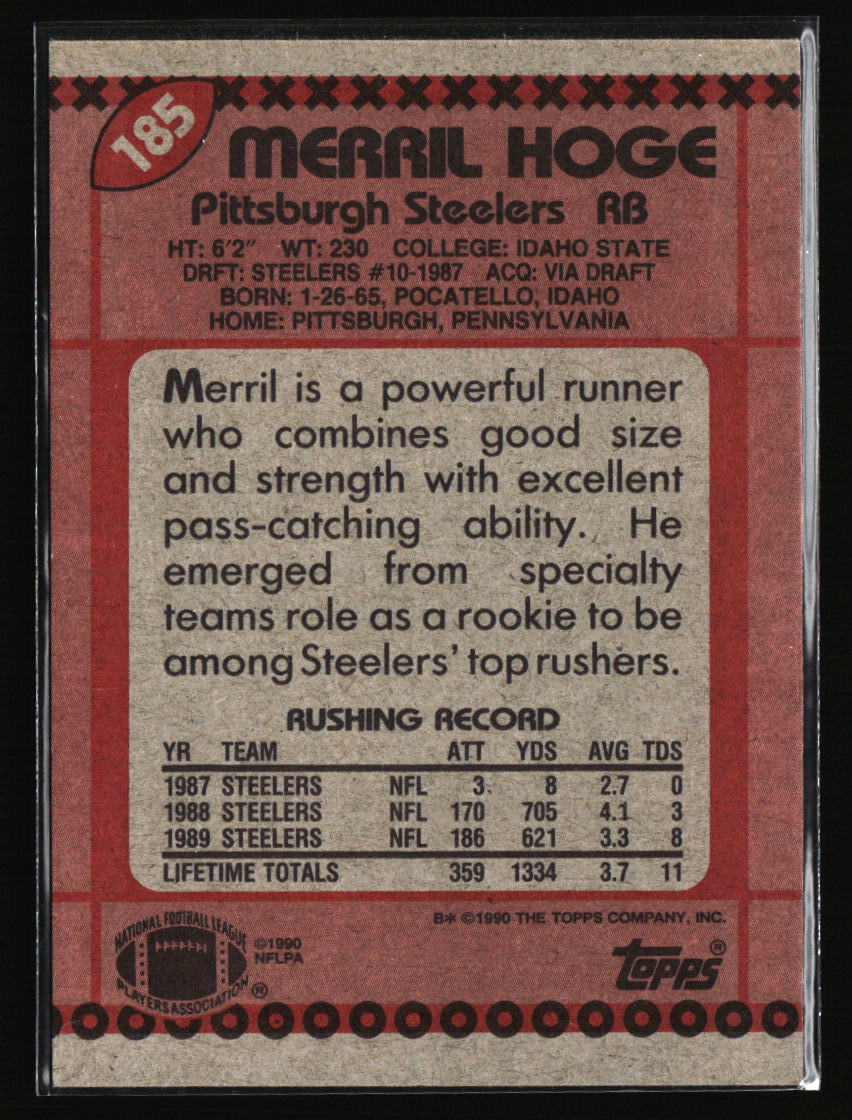 185
MERRIL HOGE
Pittsburgh Steelers RB
HT: 6'2" WT: 230 COLLEGE: IDAHO STATE
DRFT: STEELERS #10-1987 ACQ: VIA DRAFT
BORN: 1-26-65, POCATELLO, IDAHO
HOME: PITTSBURGH, PENNSYLVANIA
Merril is a powerful runner
who combines good size
and strength with excellent
pass-catching ability. He
emerged from specialty
teams role as a rookie to be
among Steelers' top rushers.
RUSHING RECORD
YR TEAM ATT YDS AVG TDS
1987 STEELERS NFL 3 8 2.7 0
1988 STEELERS NFL 170 705 4.1 3
1989 STEELERS NFL 186 621 3.3 8
LIFETIME TOTALS 359 1334 3.7 11
B* ©1990 THE TOPPS COMPANY, INC.
NATIONAL FOOTBALL LEAGUE
PLAYERS ASSOCIATION ®
©1990
NFLPA
topps®